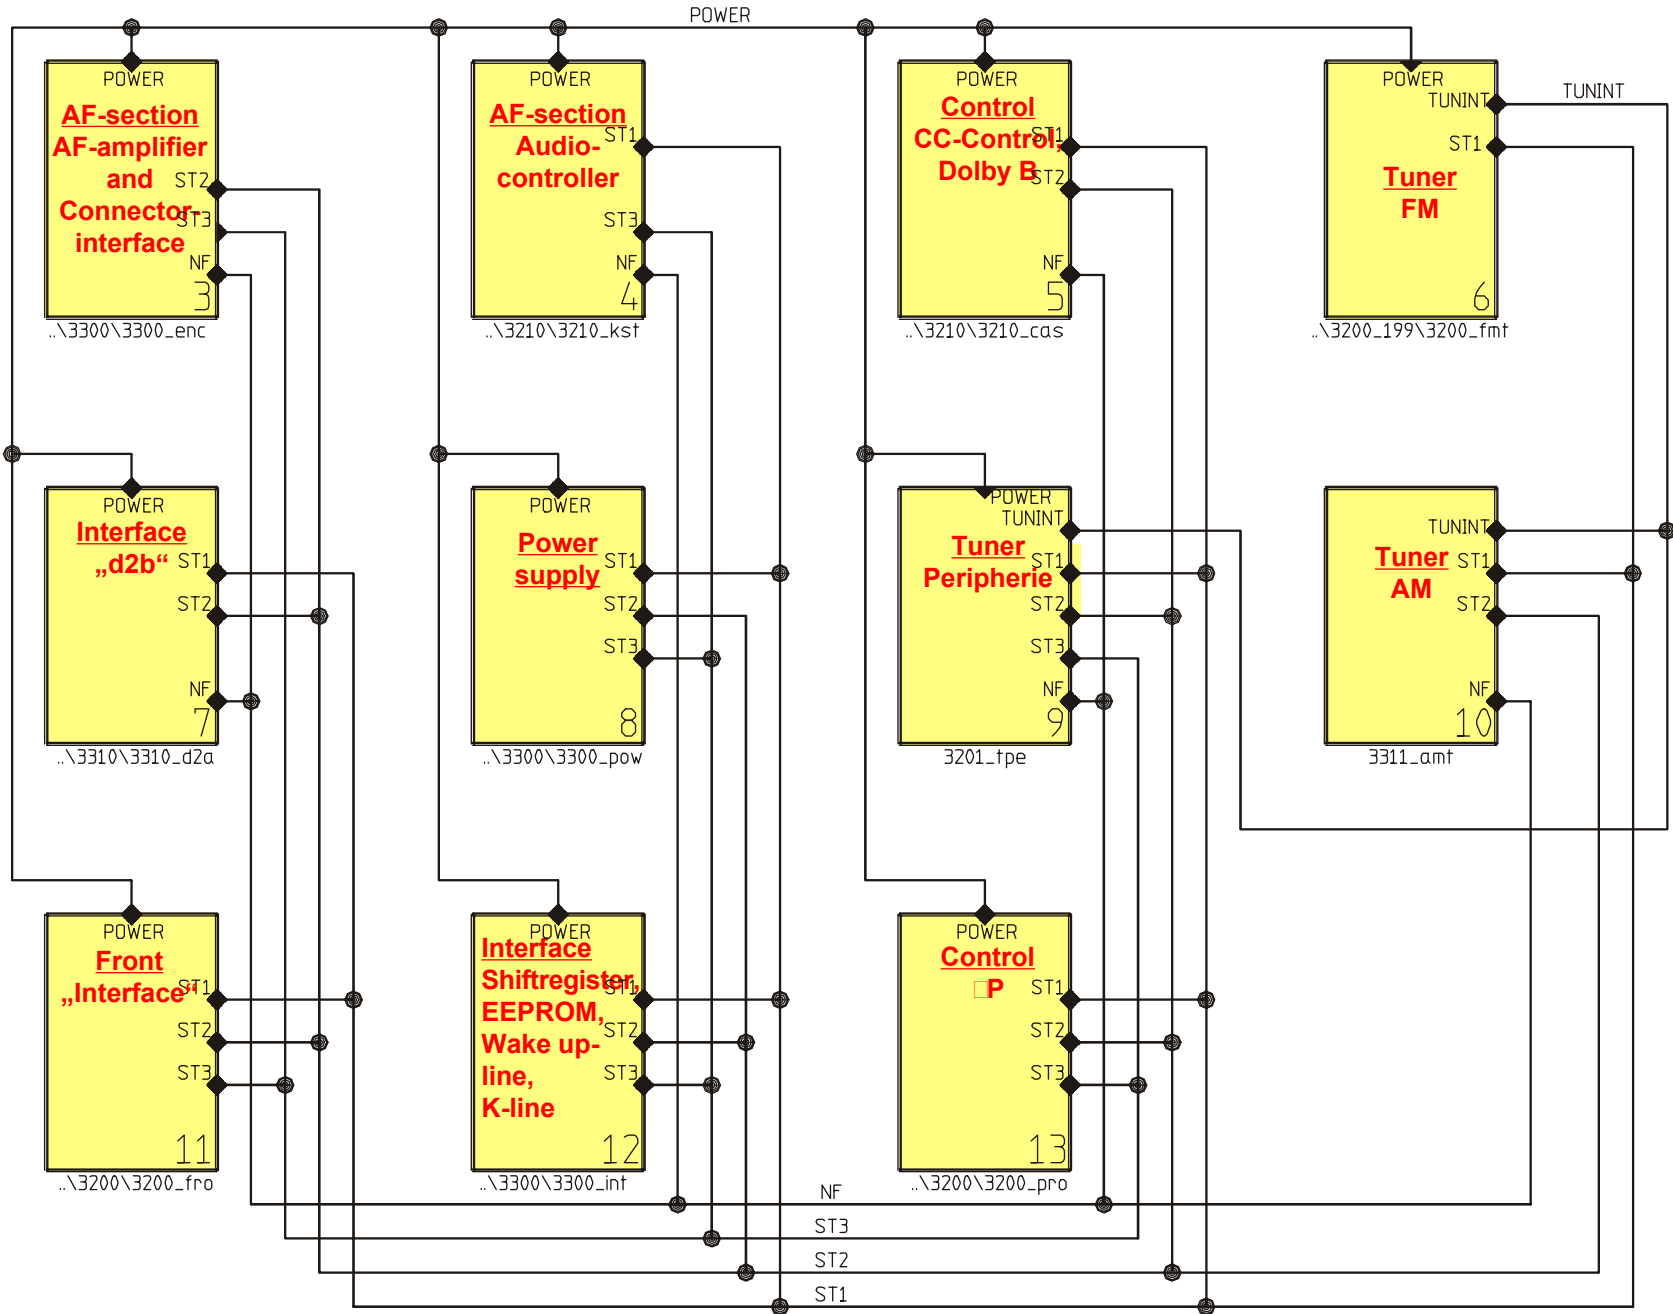 POWER
POWER
AF-section
AF-amplifier
and
Connector-
interface
ST2
ST3
NF
3
..\3300\3300_enc
POWER
AF-section
Audio-
controller
ST1
ST3
NF
4
..\3210\3210_kst
POWER
Control
CC-Control,
Dolby B
ST1
ST2
NF
5
..\3210\3210_cas
POWER
TUNINT
ST1
Tuner
FM
6
..\3200_199\3200_fmt
TUNINT
POWER
Interface
„d2b“
ST1
ST2
NF
7
..\3310\3310_d2a
POWER
Power
supply
ST1
ST2
ST3
8
..\3300\3300_pow
POWER
TUNINT
Tuner
Peripherie
ST1
ST2
ST3
NF
9
3201_tpe
TUNINT
Tuner
AM
ST1
ST2
NF
10
3311_amt
POWER
Front
„Interface“
ST1
ST2
ST3
11
..\3200\3200_fro
POWER
Interface
Shiftregister,
EEPROM,
Wake up-
line,
K-line
ST1
ST2
ST3
12
..\3300\3300_int
POWER
Control
□P
ST1
ST2
ST3
13
..\3200\3200_pro
NF
ST3
ST2
ST1